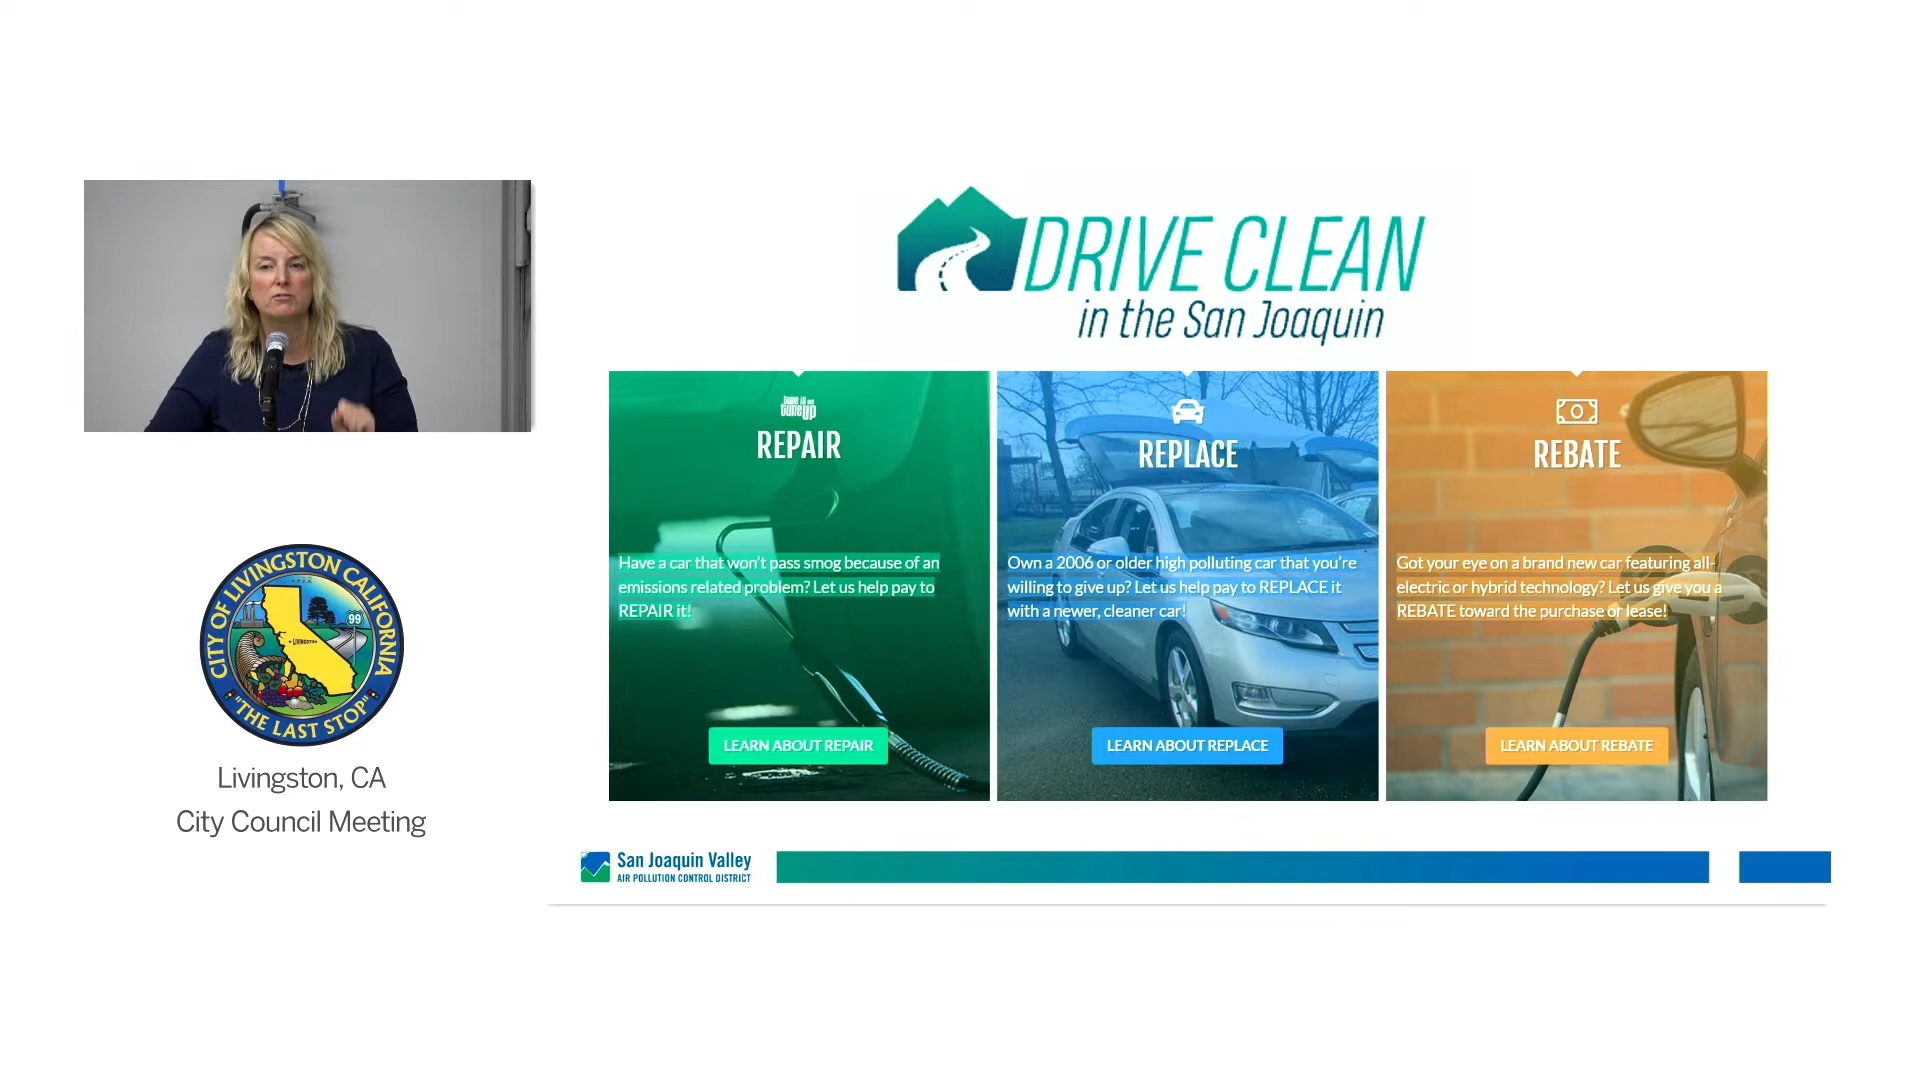 DRIVE CLEAN
in the San Joaquin
tune in
tuneup
REPAIR
Have a car that won't pass smog because of an
emissions related problem? Let us help pay to
REPAIR it!
LEARN ABOUT REPAIR
REPLACE
Own a 2006 or older high polluting car that you're
willing to give up? Let us help pay to REPLACE it
with a newer, cleaner car!
LEARN ABOUT REPLACE
REBATE
Got your eye on a brand new car featuring all-
electric or hybrid technology? Let us give you a
REBATE toward the purchase or lease!
LEARN ABOUT REBATE
CITY OF LIVINGSTON CALIFORNIA
99
LIVINGSTON
"THE LAST STOP"
Livingston, CA
City Council Meeting
San Joaquin Valley
AIR POLLUTION CONTROL DISTRICT